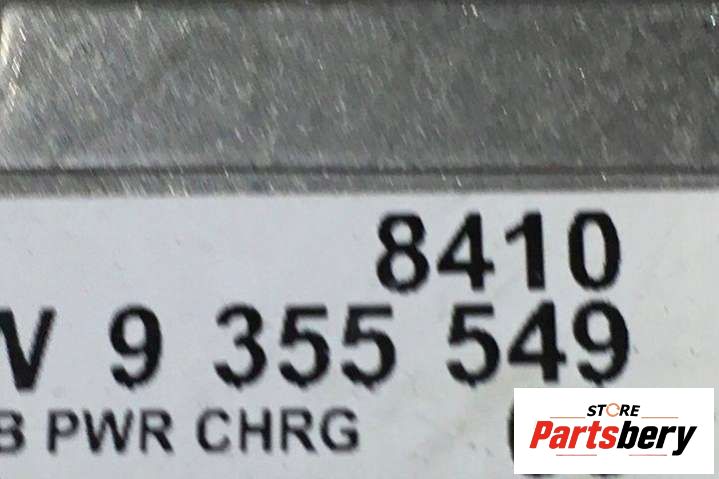 8410
9 355 549
PWR CHRG
STORE
Partsbery